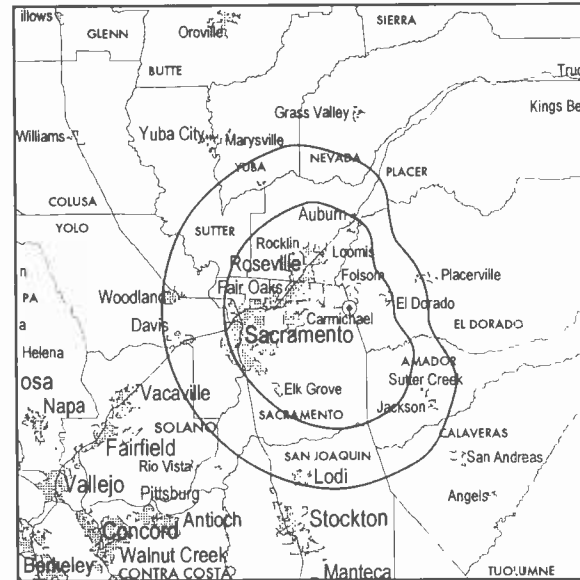 illows
GLENN
Oroville
SIERRA
BUTTE
Truc
Kings Be
Grass Valley
Williams
Yuba City
Marysville
YUBA
NEVADA
PLACER
COLUSA
YOLO
SUTTER
Auburn
Rocklin
Loomis
Roseville
Folsom
Placerville
n
PA
Woodland
Fair Oaks
El Dorado
a
Davis
Carmichael
EL DORADO
Sacramento
Helena
AMADOR
osa
Vacaville
Elk Grove
Sutter Creek
Napa
SOLANO
SACRAMENTO
Jackson
Fairfield
CALAVERAS
SAN JOAQUIN
San Andreas
Rio Vista
Lodi
Vallejo
Pittsburg
Angels
Antioch
Stockton
Concord
Walnut Creek
Berkeley
CONTRA COSTA
Manteca
TUOLUMNE